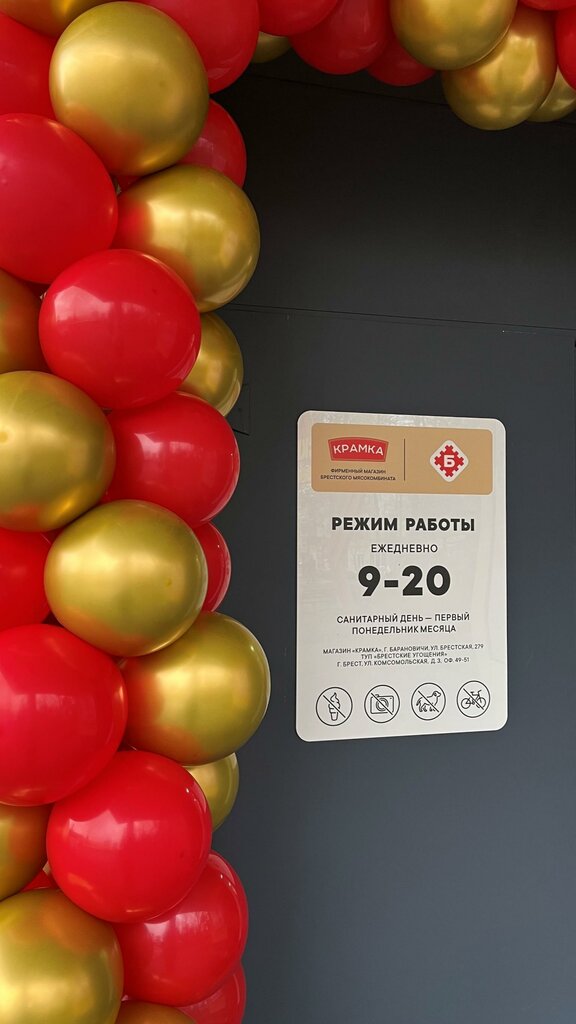 КРАМКА
Б
ФИРМЕННЫЙ МАГАЗИН
БРЕСТСКОГО МЯСОКОМБИНАТА
РЕЖИМ РАБОТЫ
ЕЖЕДНЕВНО
9-20
САНИТАРНЫЙ ДЕНЬ — ПЕРВЫЙ
ПОНЕДЕЛЬНИК МЕСЯЦА
МАГАЗИН «КРАМКА», Г. БАРАНОВИЧИ, УЛ. БРЕСТСКАЯ, 279
ТУП «БРЕСТСКИЕ УГОЩЕНИЯ»
Г. БРЕСТ, УЛ. КОМСОМОЛЬСКАЯ, Д. 3, ОФ. 49-51